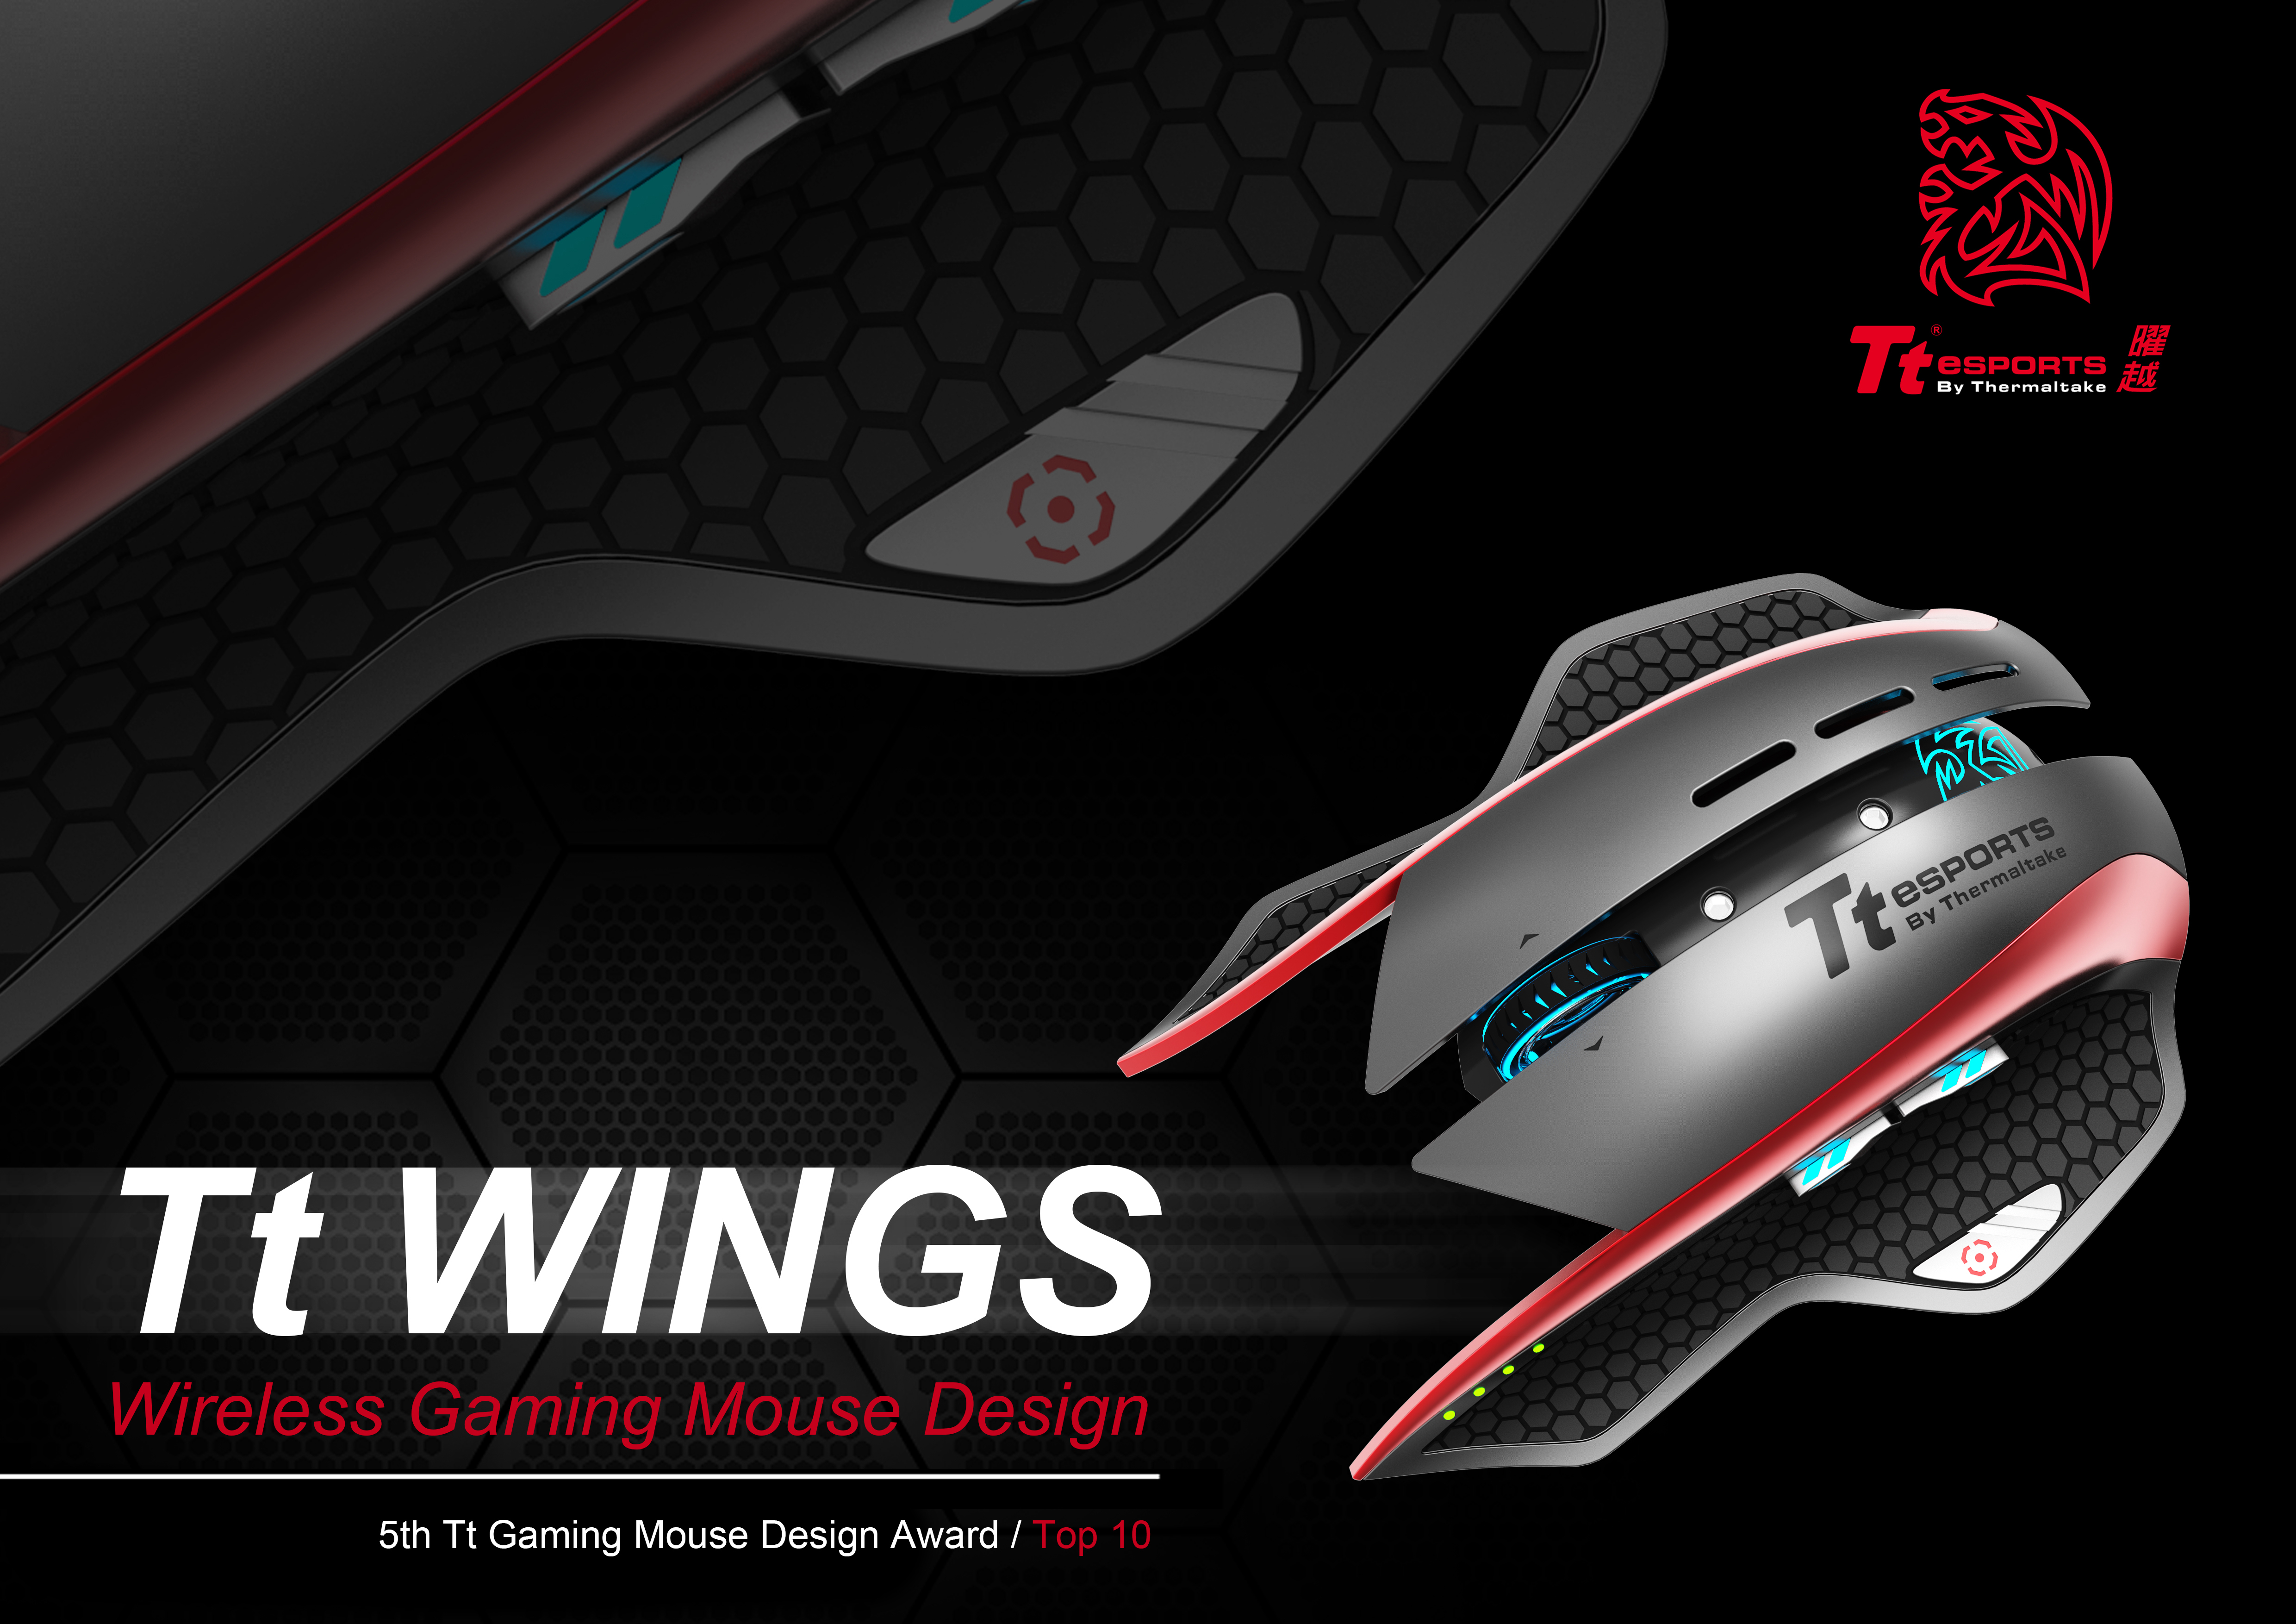 Tt® eSPORTS 曜越
By Thermaltake
Tt eSPORTS
By Thermaltake
Tt WINGS
Wireless Gaming Mouse Design
5th Tt Gaming Mouse Design Award / Top 10